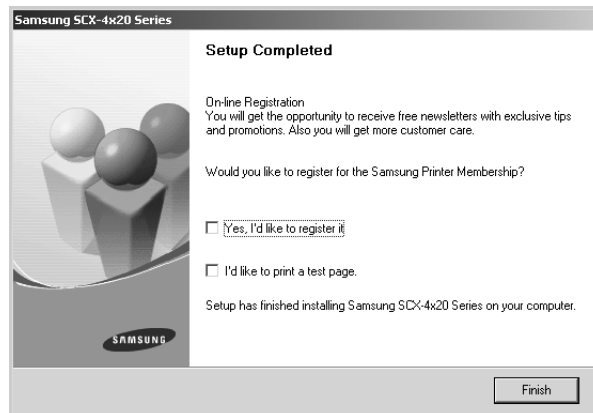 Samsung SCX-4x20 Series
Setup Completed
On-line Registration
You will get the opportunity to receive free newsletters with exclusive tips
and promotions. Also you will get more customer care.
Would you like to register for the Samsung Printer Membership?
Yes, I'd like to register it
I'd like to print a test page.
Setup has finished installing Samsung SCX-4x20 Series on your computer.
SAMSUNG
Finish